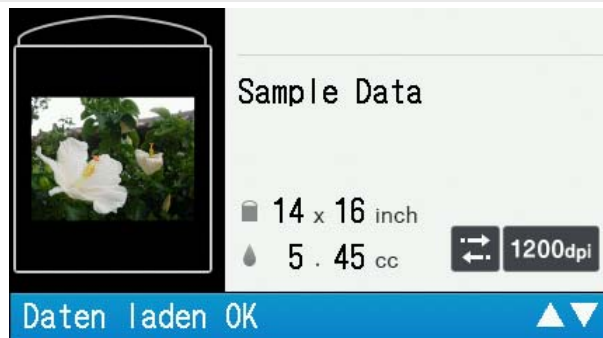 Sample Data
14 x 16 inch
5 . 45 cc
1200dpi
Daten laden OK